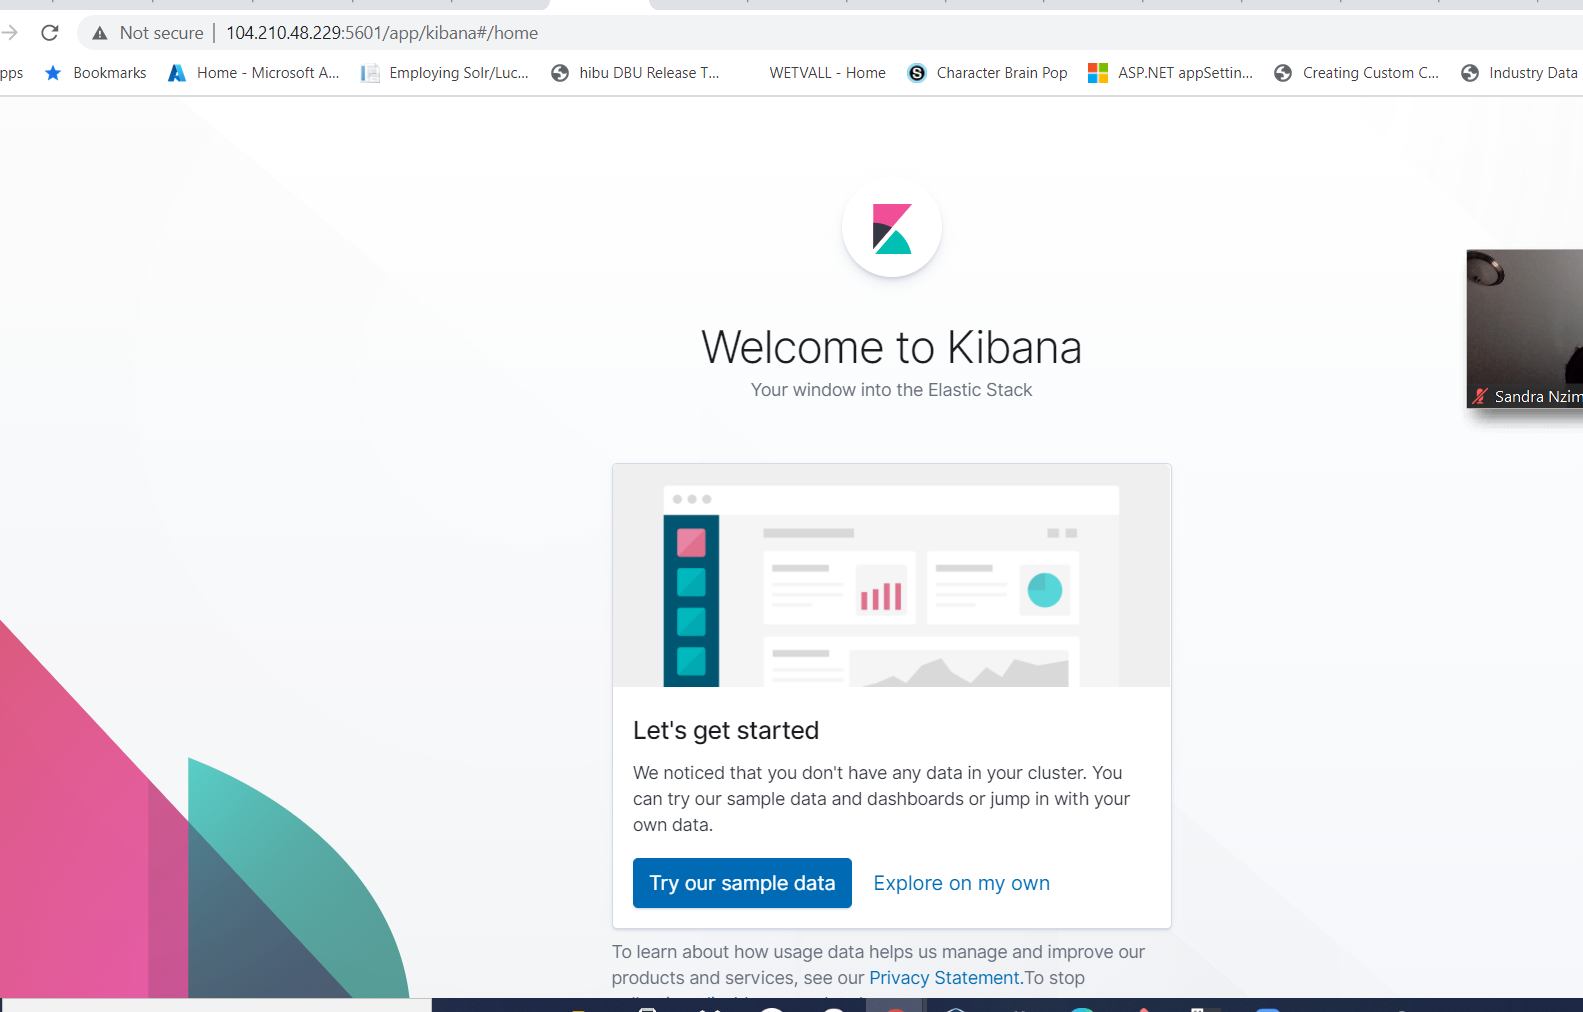 Not secure | 104.210.48.229:5601/app/kibana#/home
pps Bookmarks Home - Microsoft A... Employing Solr/Luc... hibu DBU Release T... WETVALL - Home Character Brain Pop ASP.NET appSettin... Creating Custom C... Industry Data
Welcome to Kibana
Your window into the Elastic Stack
Sandra Nzim
Let's get started
We noticed that you don't have any data in your cluster. You
can try our sample data and dashboards or jump in with your
own data.
Try our sample data Explore on my own
To learn about how usage data helps us manage and improve our
products and services, see our Privacy Statement.To stop